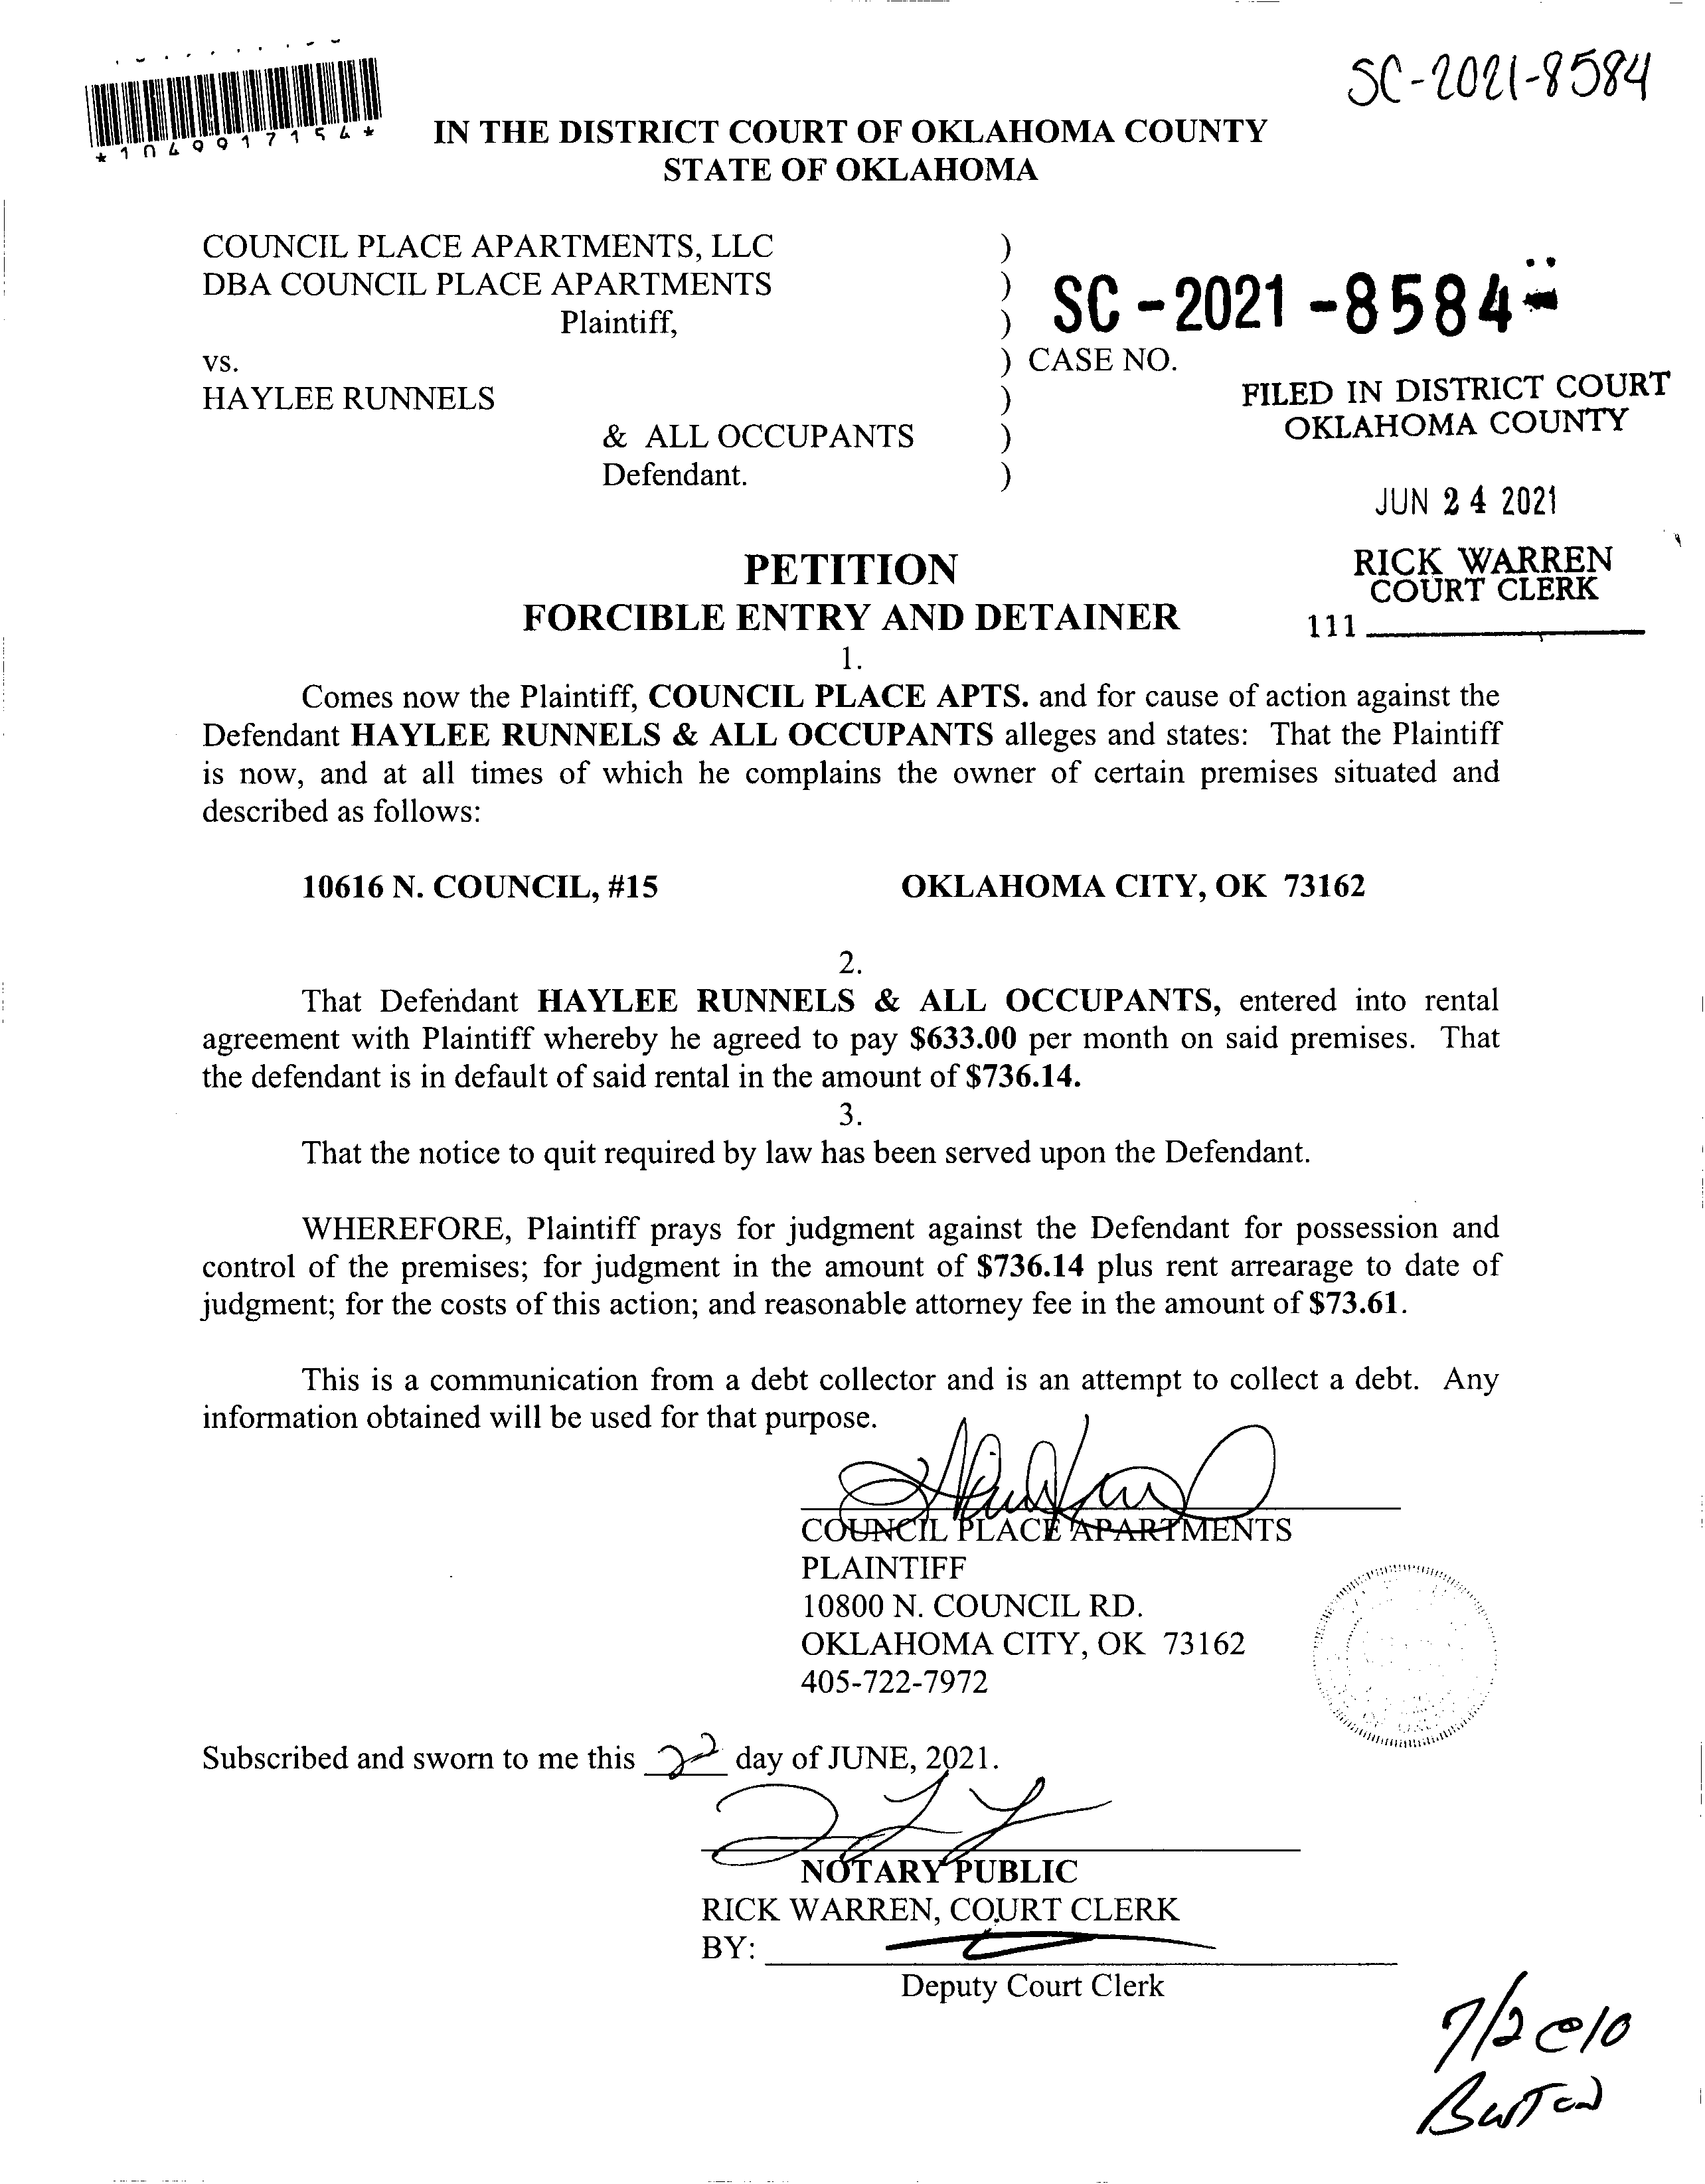 SC-2021-8584
*1049917154*
IN THE DISTRICT COURT OF OKLAHOMA COUNTY
STATE OF OKLAHOMA
COUNCIL PLACE APARTMENTS, LLC )
DBA COUNCIL PLACE APARTMENTS )
Plaintiff, )
SC-2021-8584
vs. ) CASE NO.
HAYLEE RUNNELS )
& ALL OCCUPANTS )
Defendant. )
FILED IN DISTRICT COURT
OKLAHOMA COUNTY
JUN 24 2021
RICK WARREN
COURT CLERK
111
PETITION
FORCIBLE ENTRY AND DETAINER
1.
Comes now the Plaintiff, COUNCIL PLACE APTS. and for cause of action against the
Defendant HAYLEE RUNNELS & ALL OCCUPANTS alleges and states: That the Plaintiff
is now, and at all times of which he complains the owner of certain premises situated and
described as follows:
10616 N. COUNCIL, #15 OKLAHOMA CITY, OK 73162
2.
That Defendant HAYLEE RUNNELS & ALL OCCUPANTS, entered into rental
agreement with Plaintiff whereby he agreed to pay $633.00 per month on said premises. That
the defendant is in default of said rental in the amount of $736.14.
3.
That the notice to quit required by law has been served upon the Defendant.
WHEREFORE, Plaintiff prays for judgment against the Defendant for possession and
control of the premises; for judgment in the amount of $736.14 plus rent arrearage to date of
judgment; for the costs of this action; and reasonable attorney fee in the amount of $73.61.
This is a communication from a debt collector and is an attempt to collect a debt. Any
information obtained will be used for that purpose.
COUNCIL PLACE APARTMENTS
PLAINTIFF
10800 N. COUNCIL RD.
OKLAHOMA CITY, OK 73162
405-722-7972
Subscribed and sworn to me this 22 day of JUNE, 2021.
NOTARY PUBLIC
RICK WARREN, COURT CLERK
BY:
Deputy Court Clerk
7/2 @ 10
Burton